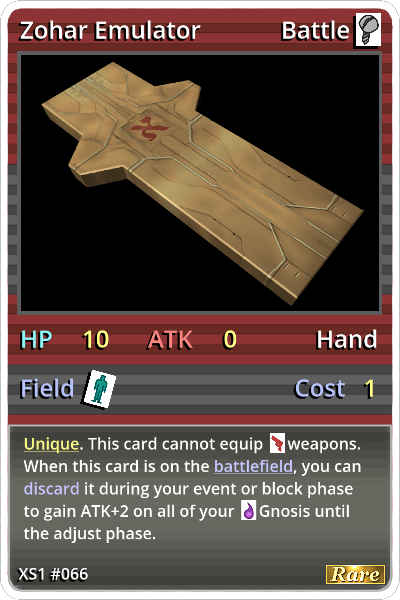 Zohar Emulator Battle
HP 10 ATK 0 Hand
Field Cost 1
Unique. This card cannot equip weapons.
When this card is on the battlefield, you can
discard it during your event or block phase
to gain ATK+2 on all of your Gnosis until
the adjust phase.
XS1 #066 Rare